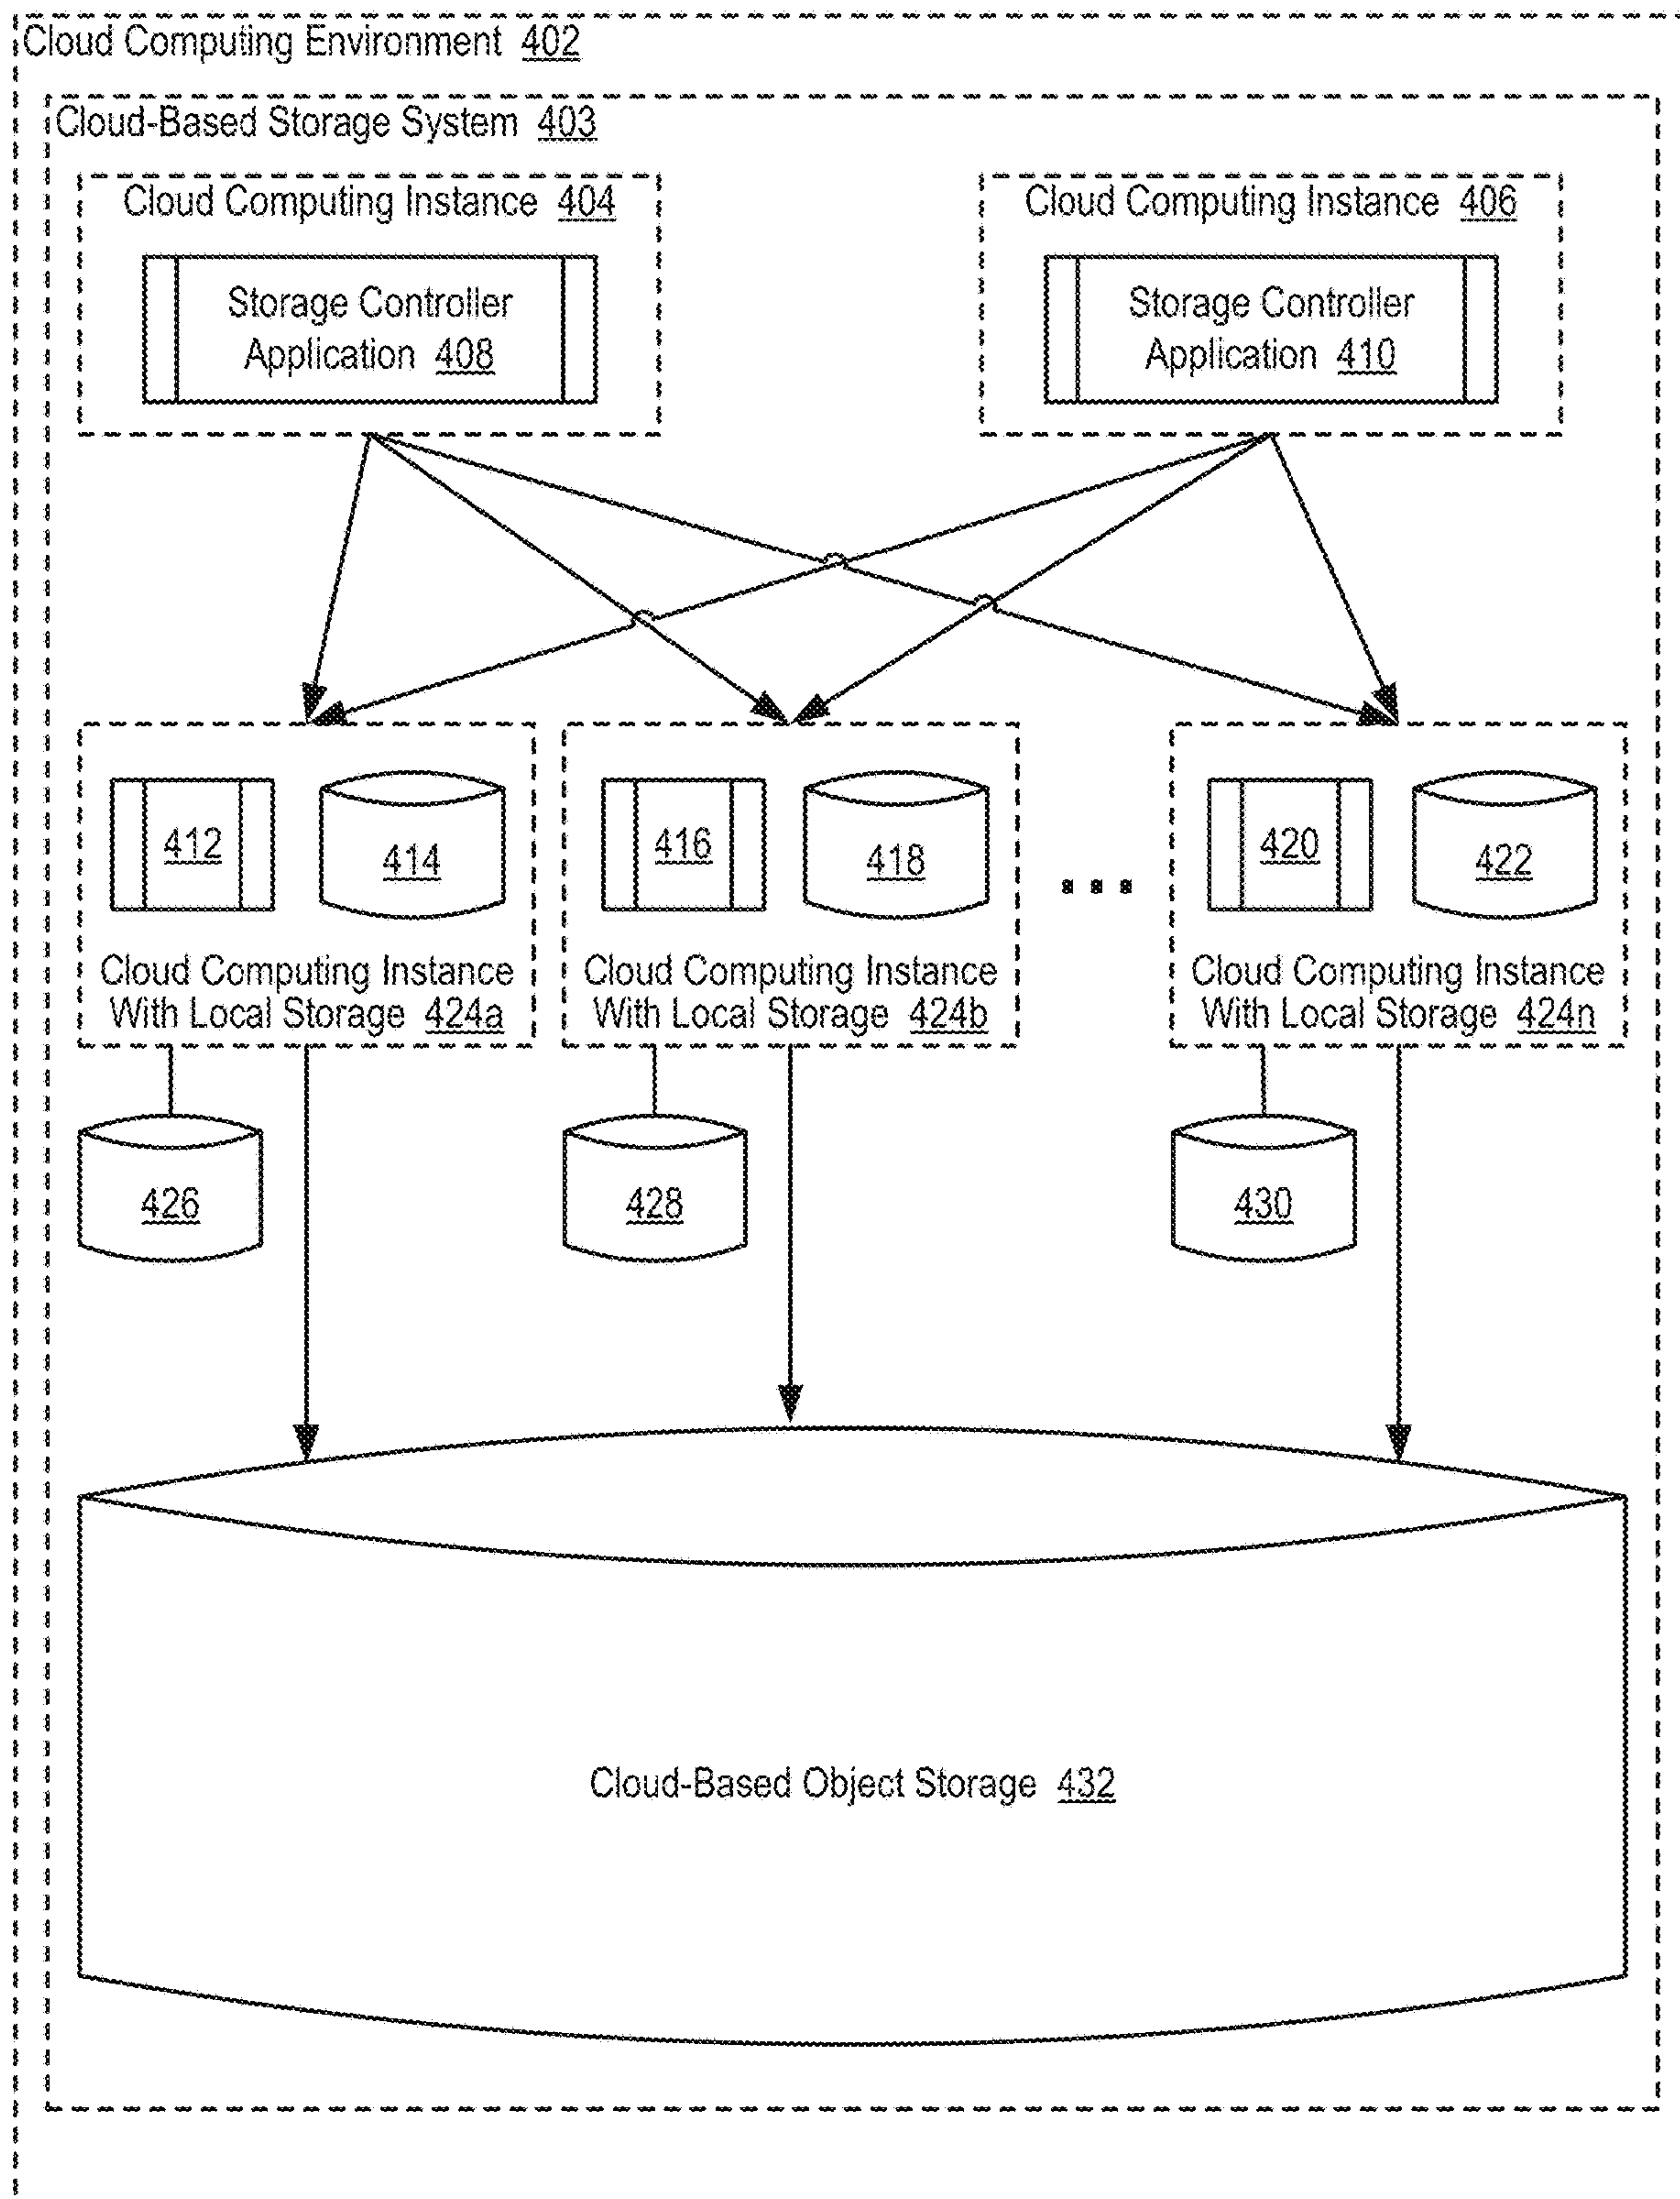 Cloud Computing Environment 402
Cloud-Based Storage System 403
Cloud Computing Instance 404
Storage Controller
Application 408
Cloud Computing Instance 406
Storage Controller
Application 410
412
414
Cloud Computing Instance
With Local Storage 424a
416
418
Cloud Computing Instance
With Local Storage 424b
...
420
422
Cloud Computing Instance
With Local Storage 424n
426
428
430
Cloud-Based Object Storage 432